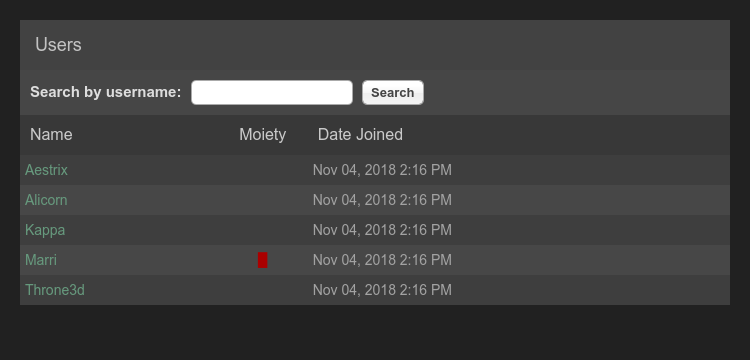 Users
Search by username: Search
Name Moiety Date Joined
Aestrix Nov 04, 2018 2:16 PM
Alicorn Nov 04, 2018 2:16 PM
Kappa Nov 04, 2018 2:16 PM
Marri Nov 04, 2018 2:16 PM
Throne3d Nov 04, 2018 2:16 PM